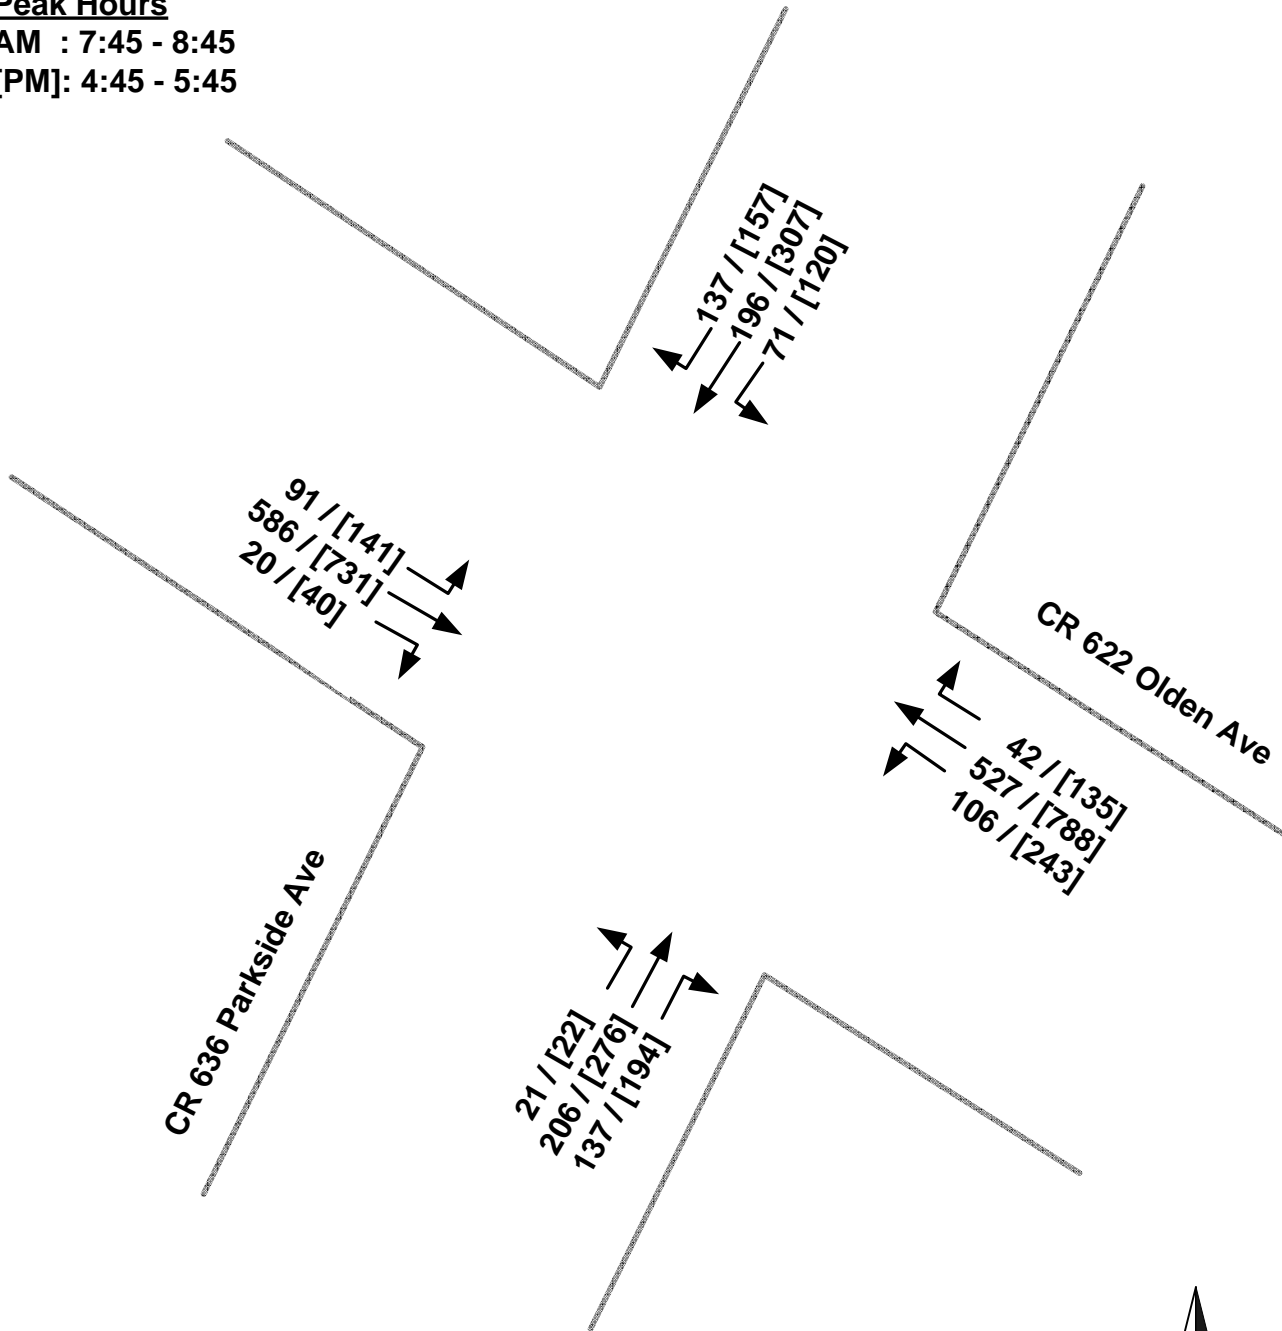 Peak Hours
AM : 7:45 - 8:45
[PM]: 4:45 - 5:45
137 / [157]
196 / [307]
71 / [120]
91 / [141]
586 / [731]
20 / [40]
CR 622 Olden Ave
42 / [135]
527 / [788]
106 / [243]
CR 636 Parkside Ave
21 / [22]
206 / [276]
137 / [194]